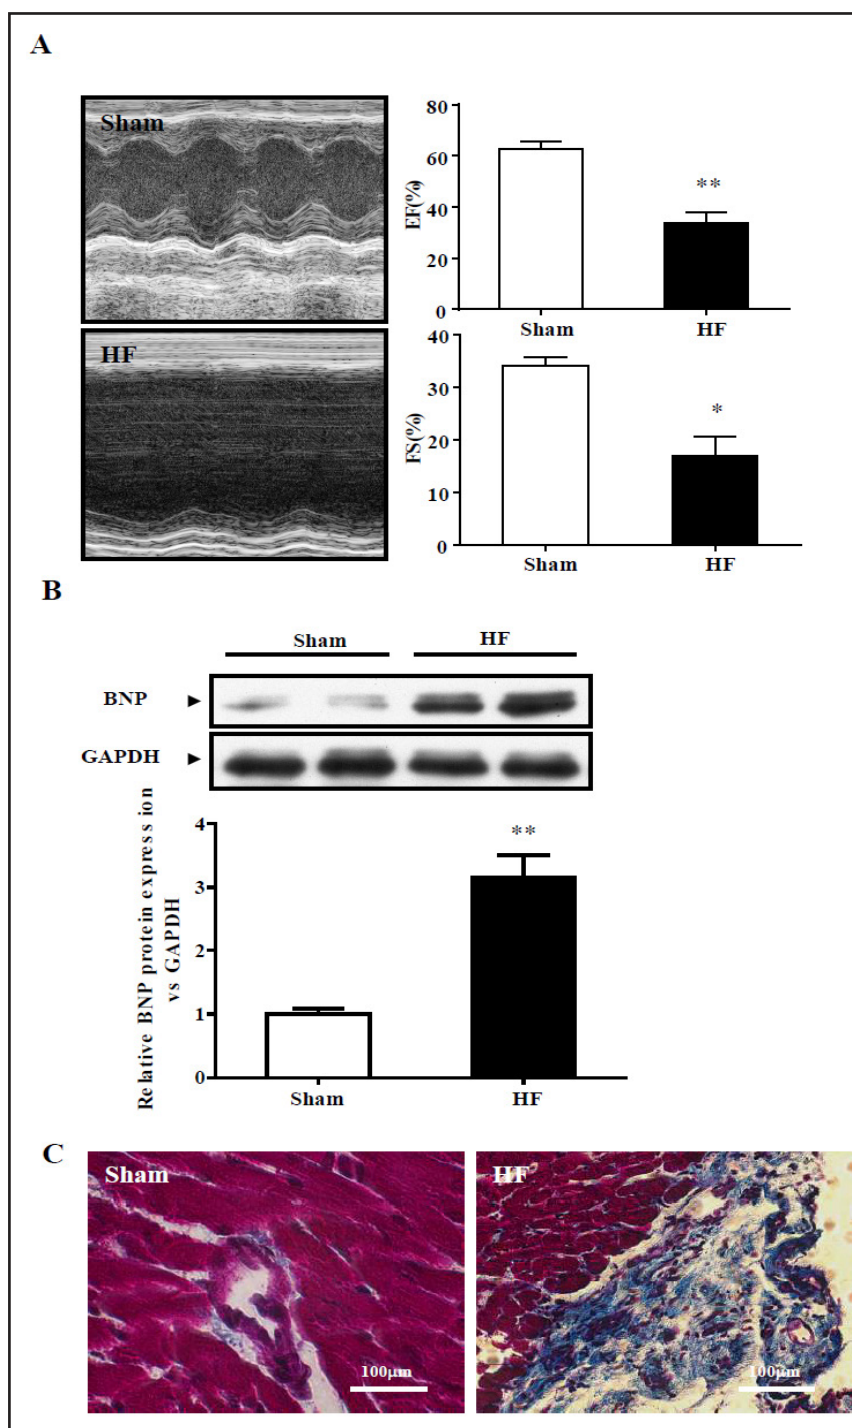 A
Sham
80
60
40
20
0
EF(%)
**
Sham
HF
HF
40
30
20
10
0
FS(%)
*
Sham
HF
B
Sham
HF
BNP
GAPDH
Relative BNP protein expression
vs GAPDH
4
3
2
1
0
**
Sham
HF
C
Sham
100μm
HF
100μm